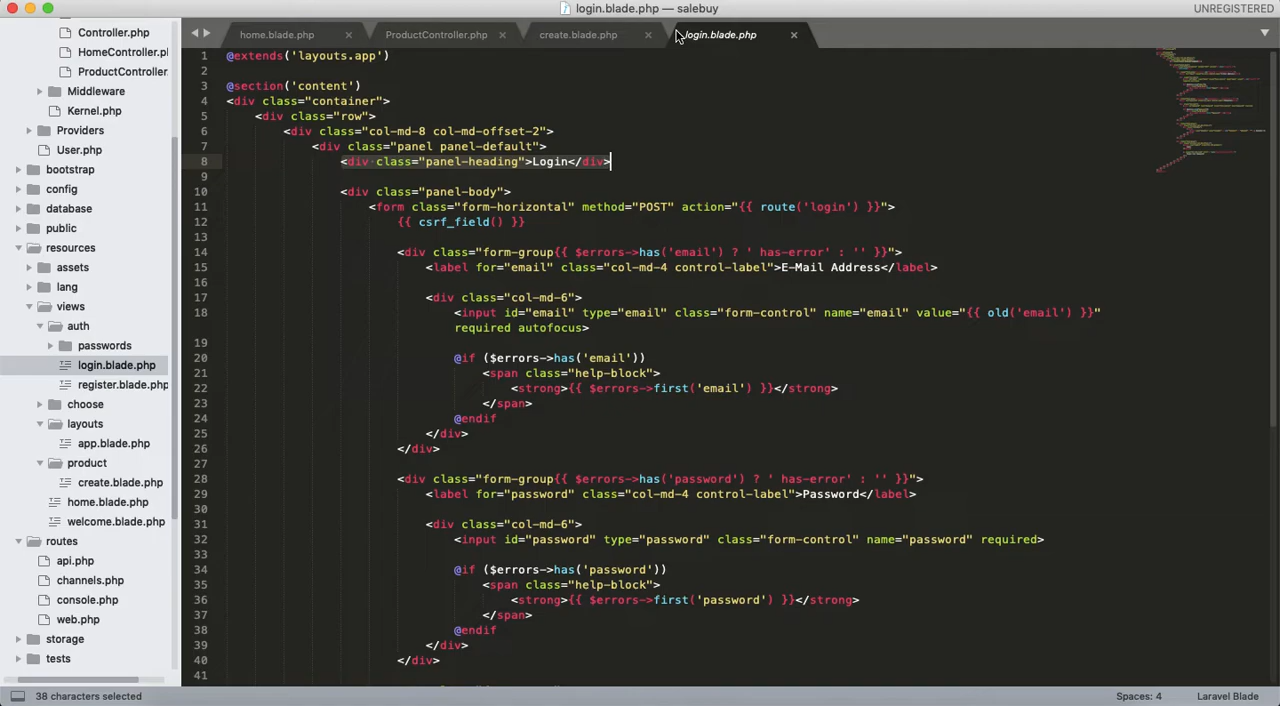 login.blade.php — salebuy
UNREGISTERED
home.blade.php
ProductController.php
create.blade.php
login.blade.php
Controller.php
HomeController.p
ProductController.
Middleware
Kernel.php
Providers
User.php
bootstrap
config
database
public
resources
assets
lang
views
auth
passwords
login.blade.php
register.blade.php
choose
layouts
app.blade.php
product
create.blade.php
home.blade.php
welcome.blade.php
routes
api.php
channels.php
console.php
web.php
storage
tests
1 @extends('layouts.app')
2
3 @section('content')
4 <div class="container">
5 <div class="row">
6 <div class="col-md-8 col-md-offset-2">
7 <div class="panel panel-default">
8 <div class="panel-heading">Login</div>
9
10 <div class="panel-body">
11 <form class="form-horizontal" method="POST" action="{{ route('login') }}">
12 {{ csrf_field() }}
13
14 <div class="form-group{{ $errors->has('email') ? ' has-error' : '' }}">
15 <label for="email" class="col-md-4 control-label">E-Mail Address</label>
16
17 <div class="col-md-6">
18 <input id="email" type="email" class="form-control" name="email" value="{{ old('email') }}"
required autofocus>
19
20 @if ($errors->has('email'))
21 <span class="help-block">
22 <strong>{{ $errors->first('email') }}</strong>
23 </span>
24 @endif
25 </div>
26 </div>
27
28 <div class="form-group{{ $errors->has('password') ? ' has-error' : '' }}">
29 <label for="password" class="col-md-4 control-label">Password</label>
30
31 <div class="col-md-6">
32 <input id="password" type="password" class="form-control" name="password" required>
33
34 @if ($errors->has('password'))
35 <span class="help-block">
36 <strong>{{ $errors->first('password') }}</strong>
37 </span>
38 @endif
39 </div>
40 </div>
41
38 characters selected
Spaces: 4
Laravel Blade